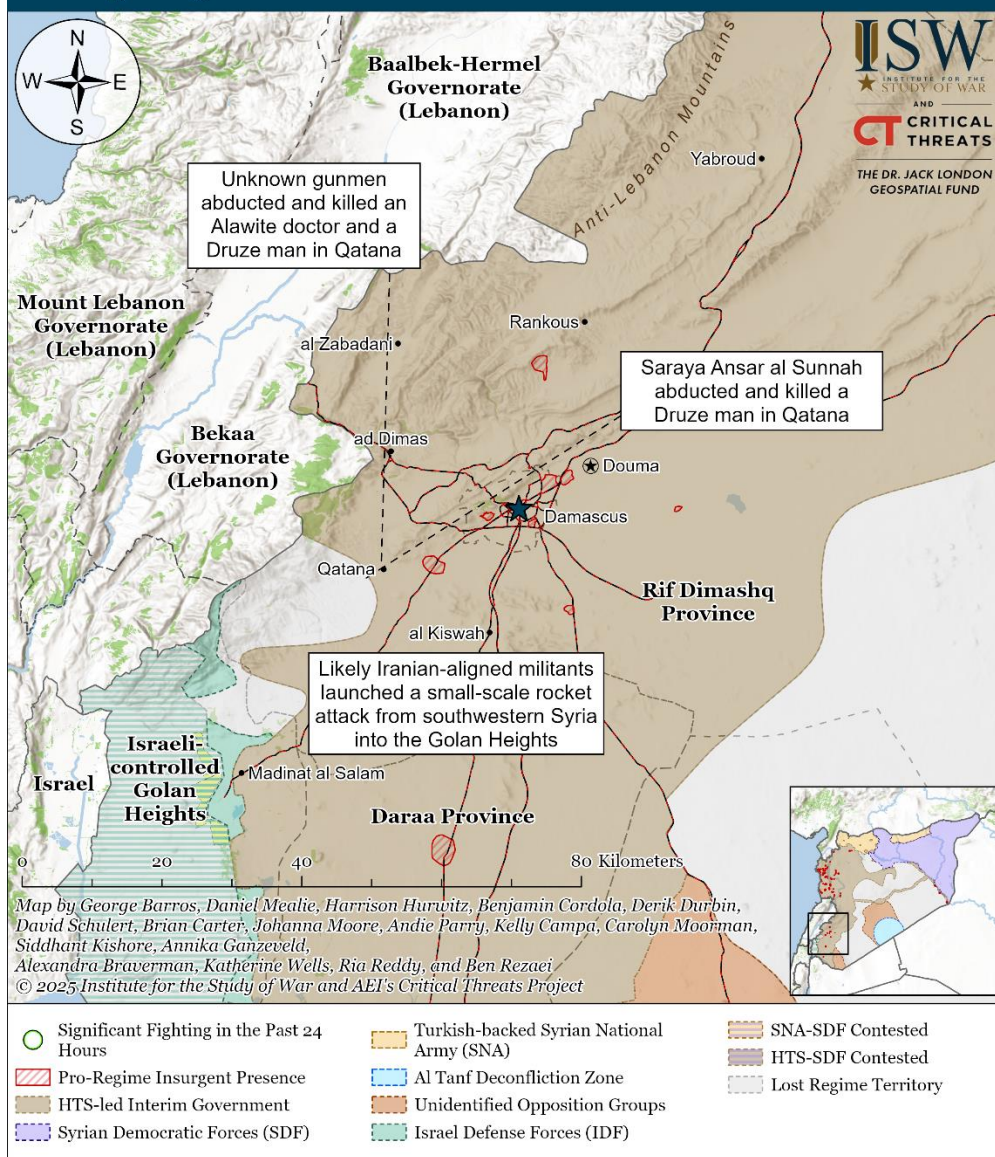 N
W E
S
Baalbek-Hermel
Governorate
(Lebanon)
Anti-Lebanon Mountains
ISW
INSTITUTE FOR THE
STUDY OF WAR
AND
CT CRITICAL
THREATS
THE DR. JACK LONDON
GEOSPATIAL FUND
Yabroud
Unknown gunmen
abducted and killed an
Alawite doctor and a
Druze man in Qatana
Mount Lebanon
Governorate
(Lebanon)
Rankous
al Zabadani
Saraya Ansar al Sunnah
abducted and killed a
Druze man in Qatana
Bekaa
Governorate
(Lebanon)
ad Dimas
Douma
Damascus
Qatana
Rif Dimashq
Province
al Kiswah
Likely Iranian-aligned militants
launched a small-scale rocket
attack from southwestern Syria
into the Golan Heights
Israel
Israeli-
controlled
Golan
Heights
Madinat al Salam
Daraa Province
0 20 40 80 Kilometers
Map by George Barros, Daniel Mealie, Harrison Hurwitz, Benjamin Cordola, Derik Durbin,
David Schulert, Brian Carter, Johanna Moore, Andie Parry, Kelly Campa, Carolyn Moorman,
Siddhant Kishore, Annika Ganzeveld,
Alexandra Braverman, Katherine Wells, Ria Reddy, and Ben Rezaei
© 2025 Institute for the Study of War and AEI's Critical Threats Project
Significant Fighting in the Past 24
Hours
Pro-Regime Insurgent Presence
HTS-led Interim Government
Syrian Democratic Forces (SDF)
Turkish-backed Syrian National
Army (SNA)
Al Tanf Deconfliction Zone
Unidentified Opposition Groups
Israel Defense Forces (IDF)
SNA-SDF Contested
HTS-SDF Contested
Lost Regime Territory